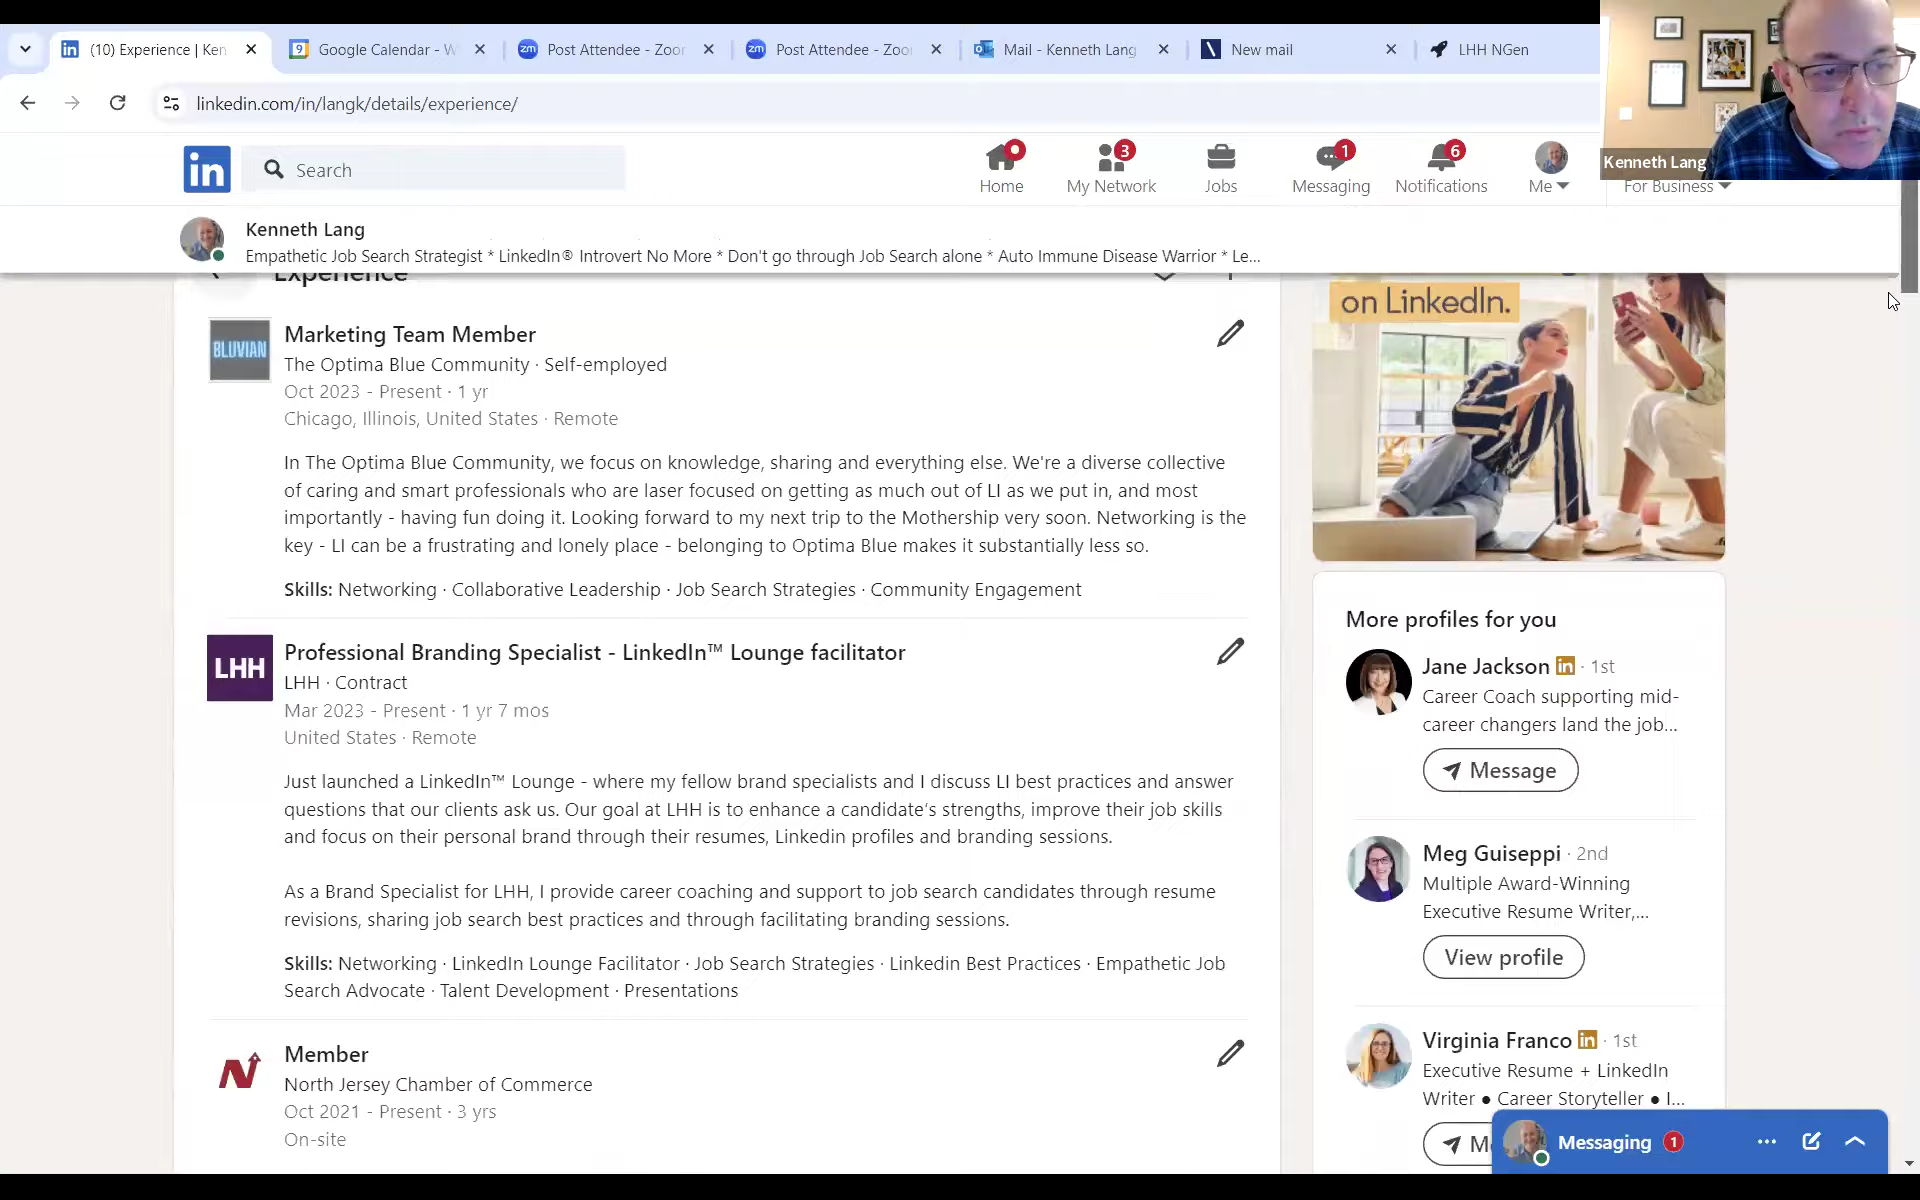 (10) Experience | Ken
Google Calendar - W
Post Attendee - Zoor
Post Attendee - Zoo
Mail - Kenneth Lang
New mail
LHH NGen
linkedin.com/in/langk/details/experience/
Search
Home
3
My Network
Jobs
1
Messaging
6
Notifications
Me
For Business
Kenneth Lang
Kenneth Lang
Empathetic Job Search Strategist * LinkedIn® Introvert No More * Don't go through Job Search alone * Auto Immune Disease Warrior * Le...
Experience
BLUVIAN
Marketing Team Member
The Optima Blue Community · Self-employed
Oct 2023 - Present · 1 yr
Chicago, Illinois, United States · Remote
In The Optima Blue Community, we focus on knowledge, sharing and everything else. We're a diverse collective
of caring and smart professionals who are laser focused on getting as much out of LI as we put in, and most
importantly - having fun doing it. Looking forward to my next trip to the Mothership very soon. Networking is the
key - LI can be a frustrating and lonely place - belonging to Optima Blue makes it substantially less so.
Skills: Networking · Collaborative Leadership · Job Search Strategies · Community Engagement
LHH
Professional Branding Specialist - LinkedIn™ Lounge facilitator
LHH · Contract
Mar 2023 - Present · 1 yr 7 mos
United States · Remote
Just launched a LinkedIn™ Lounge - where my fellow brand specialists and I discuss LI best practices and answer
questions that our clients ask us. Our goal at LHH is to enhance a candidate's strengths, improve their job skills
and focus on their personal brand through their resumes, Linkedin profiles and branding sessions.
As a Brand Specialist for LHH, I provide career coaching and support to job search candidates through resume
revisions, sharing job search best practices and through facilitating branding sessions.
Skills: Networking · LinkedIn Lounge Facilitator · Job Search Strategies · Linkedin Best Practices · Empathetic Job
Search Advocate · Talent Development · Presentations
Member
North Jersey Chamber of Commerce
Oct 2021 - Present · 3 yrs
On-site
on LinkedIn.
More profiles for you
Jane Jackson in · 1st
Career Coach supporting mid-
career changers land the job...
Message
Meg Guiseppi · 2nd
Multiple Award-Winning
Executive Resume Writer,...
View profile
Virginia Franco in · 1st
Executive Resume + LinkedIn
Writer ● Career Storyteller ● I...
Messaging 1